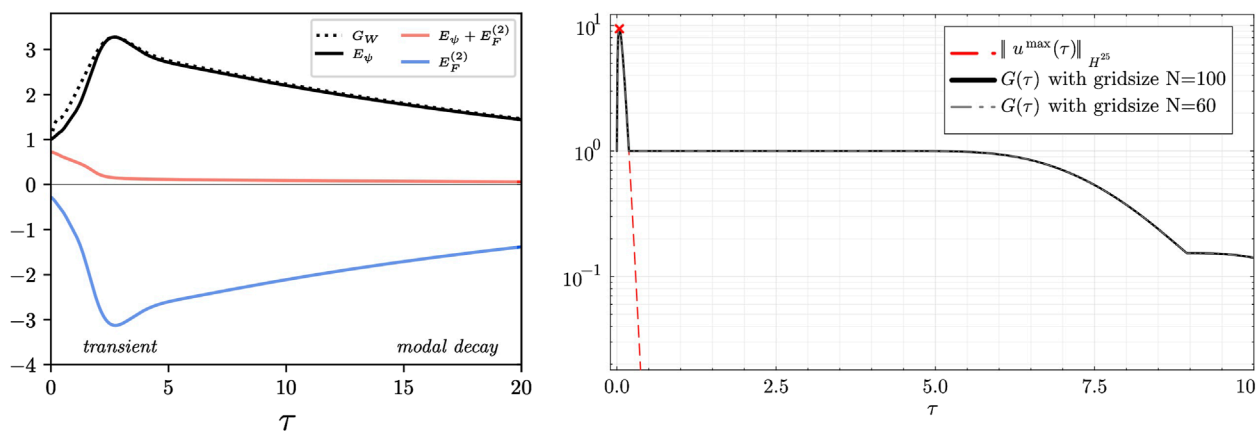 3
2
1
0
−1
−2
−3
−4
G_W
E_ψ
E_ψ + E_F^(2)
E_F^(2)
transient
modal decay
0
5
10
15
20
τ
10^1
10^0
10^−1
‖ u^max(τ)‖_H^25
G(τ) with gridsize N=100
G(τ) with gridsize N=60
0.0
2.5
5.0
7.5
10
τ